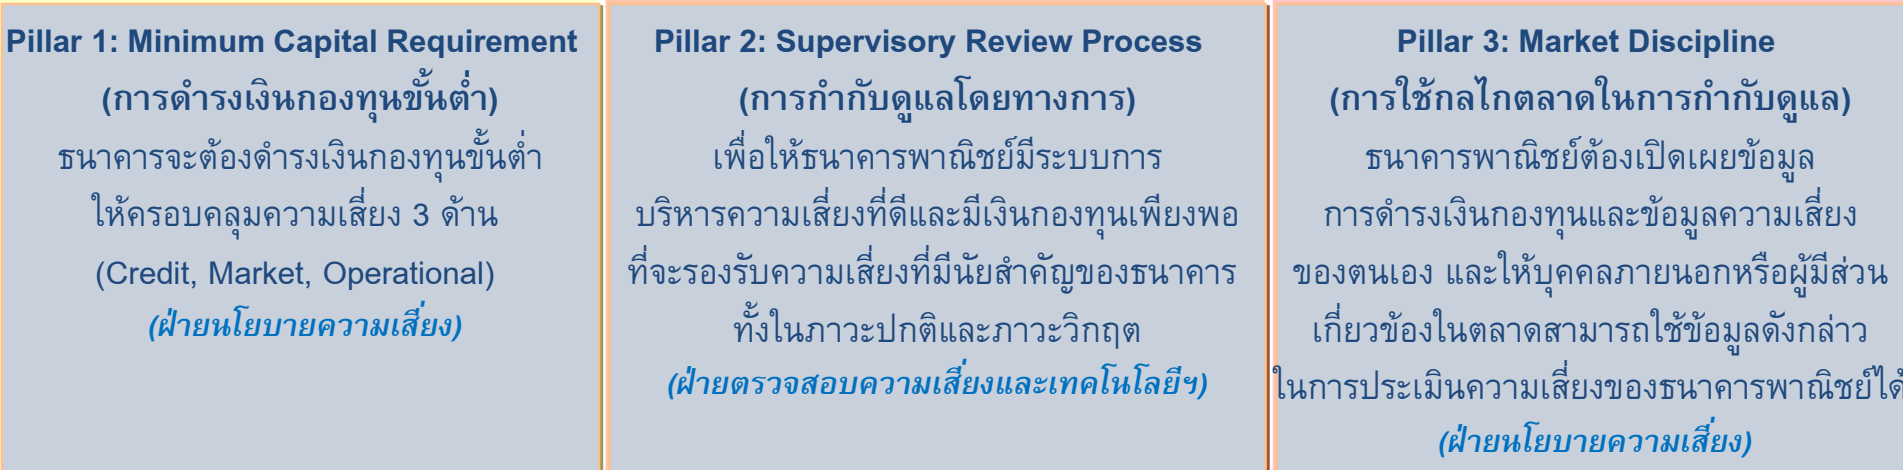 Pillar 1: Minimum Capital Requirement
(การดำรงเงินกองทุนขั้นต่ำ)
ธนาคารจะต้องดำรงเงินกองทุนขั้นต่ำ
ให้ครอบคลุมความเสี่ยง 3 ด้าน
(Credit, Market, Operational)
(ฝ่ายนโยบายความเสี่ยง)
Pillar 2: Supervisory Review Process
(การกำกับดูแลโดยทางการ)
เพื่อให้ธนาคารพาณิชย์มีระบบการ
บริหารความเสี่ยงที่ดีและมีเงินกองทุนเพียงพอ
ที่จะรองรับความเสี่ยงที่มีนัยสำคัญของธนาคาร
ทั้งในภาวะปกติและภาวะวิกฤต
(ฝ่ายตรวจสอบความเสี่ยงและเทคโนโลยีฯ)
Pillar 3: Market Discipline
(การใช้กลไกตลาดในการกำกับดูแล)
ธนาคารพาณิชย์ต้องเปิดเผยข้อมูล
การดำรงเงินกองทุนและข้อมูลความเสี่ยง
ของตนเอง และให้บุคคลภายนอกหรือผู้มีส่วน
เกี่ยวข้องในตลาดสามารถใช้ข้อมูลดังกล่าว
ในการประเมินความเสี่ยงของธนาคารพาณิชย์ได้
(ฝ่ายนโยบายความเสี่ยง)